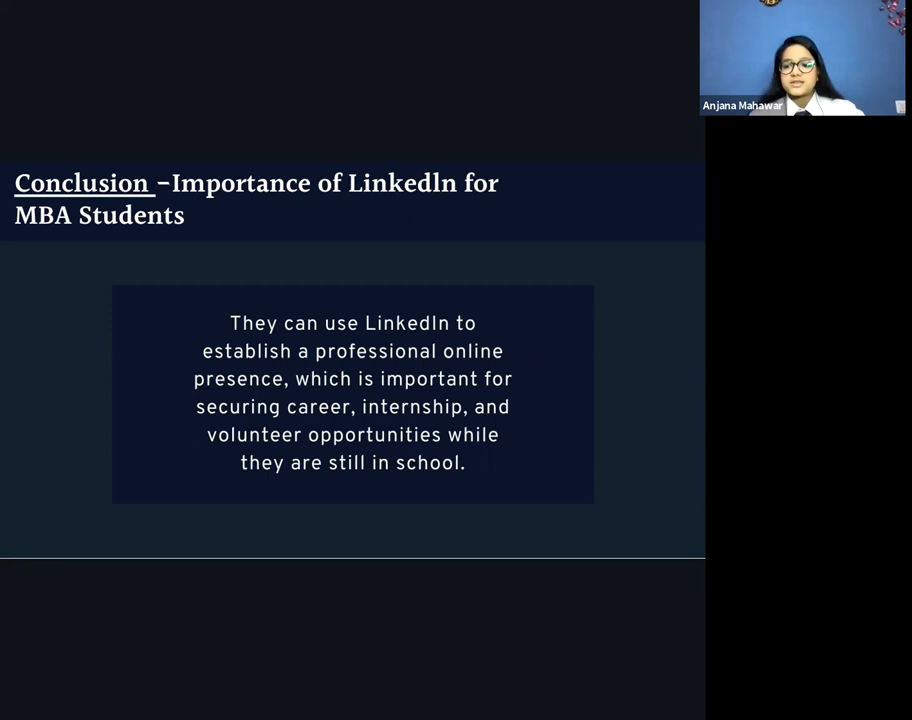 Anjana Mahawar
Conclusion -Importance of LinkedIn for
MBA Students
They can use LinkedIn to
establish a professional online
presence, which is important for
securing career, internship, and
volunteer opportunities while
they are still in school.